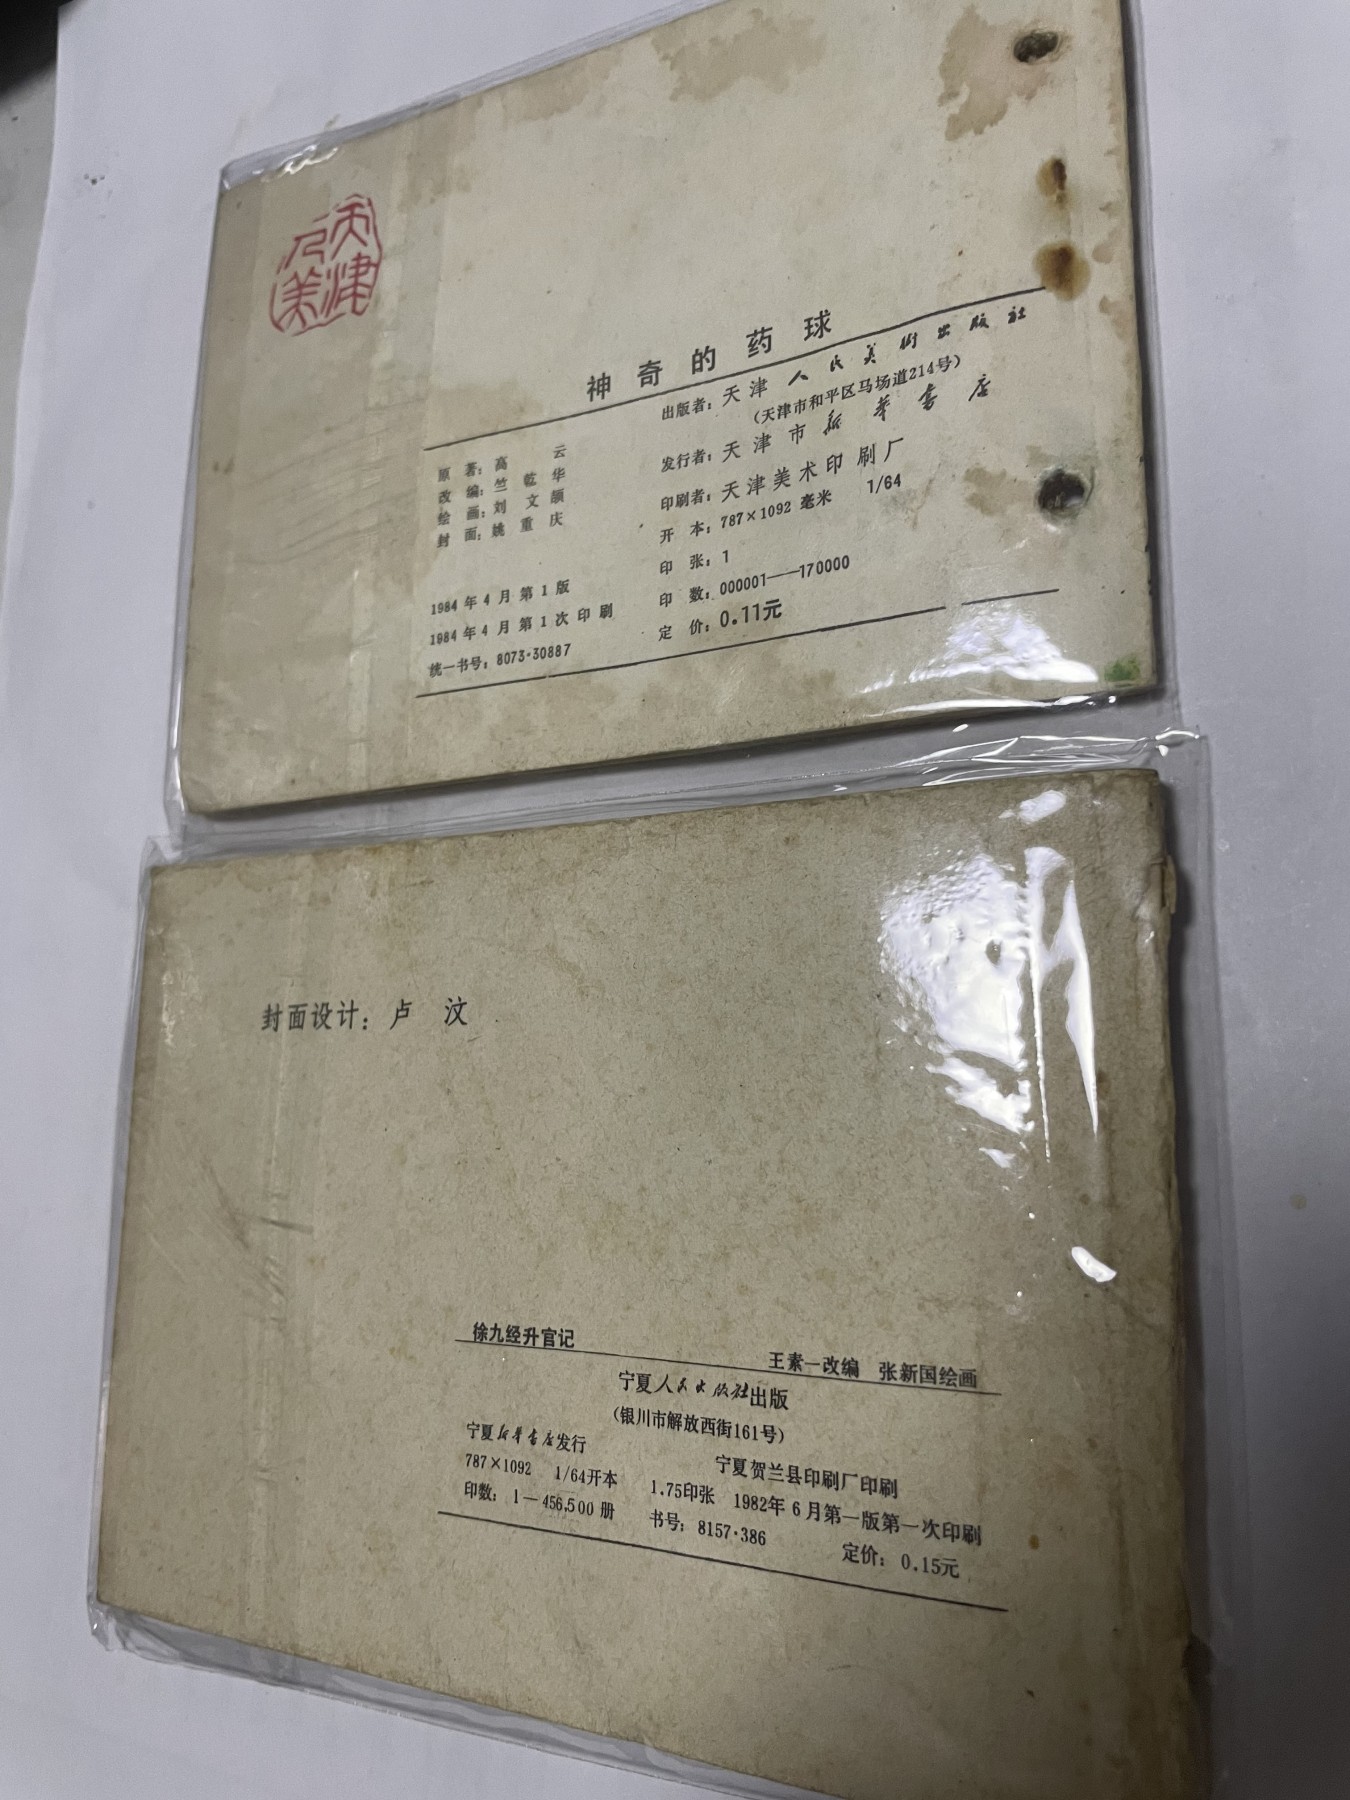 天津
人美
神奇的药球
原著：高云
改编：竺乾华
绘画：刘文颉
封面：姚重庆
1984年4月第1版
1984年4月第1次印刷
统一书号：8073·30887
出版者：天津人民美術出版社
（天津市和平区马场道214号）
发行者：天津市新華書店
印刷者：天津美术印刷厂
开本：787×1092毫米 1/64
印张：1
印数：000001——170000
定价：0.11元
封面设计：卢 汶
徐九经升官记
王素一改编 张新国绘画
宁夏人民出版社出版
（银川市解放西街161号）
宁夏新華書店发行 宁夏贺兰县印刷厂印刷
787×1092 1/64开本 1.75印张 1982年6月第一版第一次印刷
印数：1—456,500册 书号：8157·386 定价：0.15元